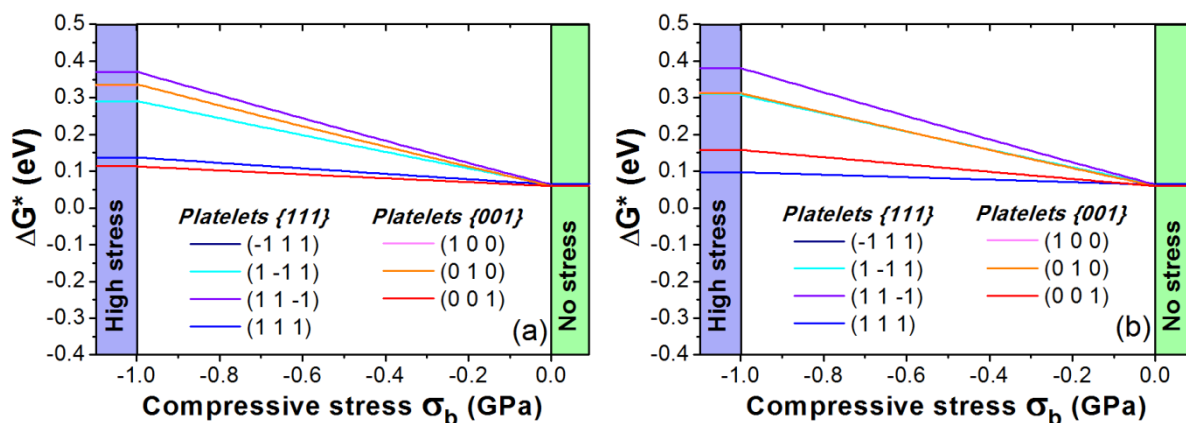 0.5
0.4
0.3
0.2
0.1
0.0
-0.1
-0.2
-0.3
-0.4
ΔG* (eV)
High stress
No stress
Platelets {111}
(-1 1 1)
(1 -1 1)
(1 1 -1)
(1 1 1)
Platelets {001}
(1 0 0)
(0 1 0)
(0 0 1)
(a)
-1.0 -0.8 -0.6 -0.4 -0.2 0.0
Compressive stress σb (GPa)
0.5
0.4
0.3
0.2
0.1
0.0
-0.1
-0.2
-0.3
-0.4
ΔG* (eV)
High stress
No stress
Platelets {111}
(-1 1 1)
(1 -1 1)
(1 1 -1)
(1 1 1)
Platelets {001}
(1 0 0)
(0 1 0)
(0 0 1)
(b)
-1.0 -0.8 -0.6 -0.4 -0.2 0.0
Compressive stress σb (GPa)